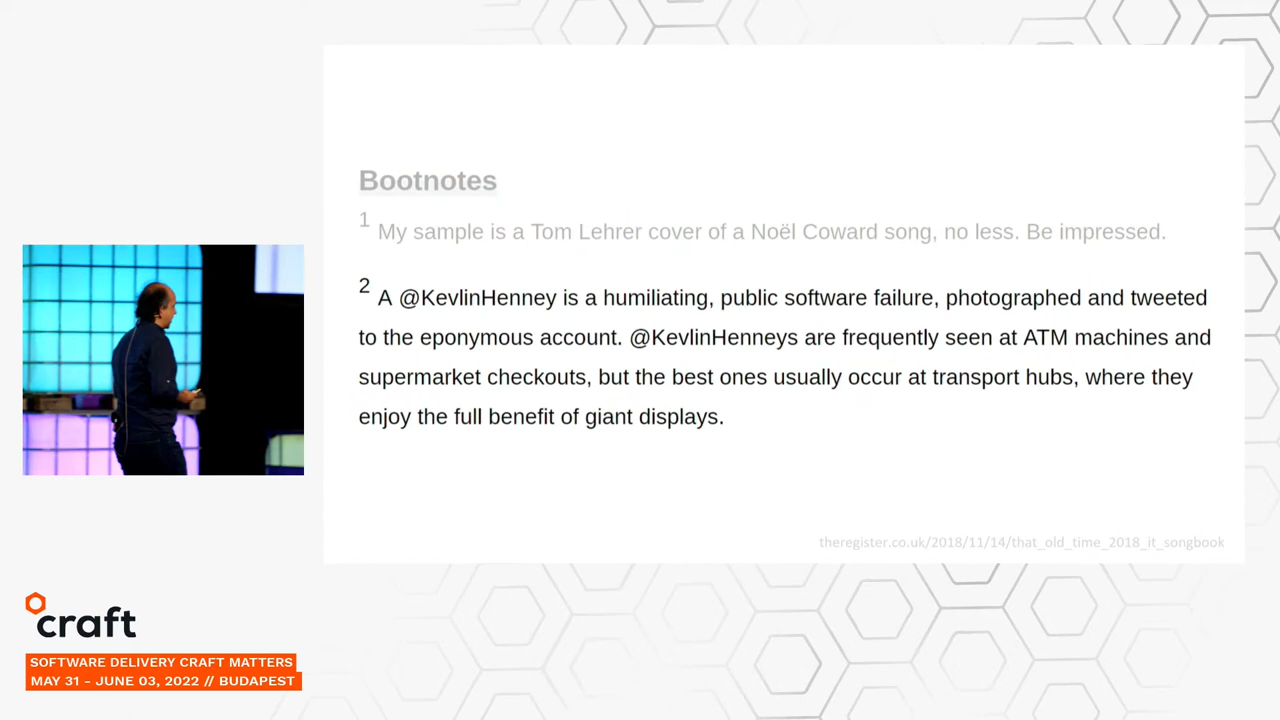 Bootnotes
1 My sample is a Tom Lehrer cover of a Noël Coward song, no less. Be impressed.
2 A @KevlinHenney is a humiliating, public software failure, photographed and tweeted
to the eponymous account. @KevlinHenneys are frequently seen at ATM machines and
supermarket checkouts, but the best ones usually occur at transport hubs, where they
enjoy the full benefit of giant displays.
theregister.co.uk/2018/11/14/that_old_time_2018_it_songbook
craft
SOFTWARE DELIVERY CRAFT MATTERS
MAY 31 - JUNE 03, 2022 // BUDAPEST